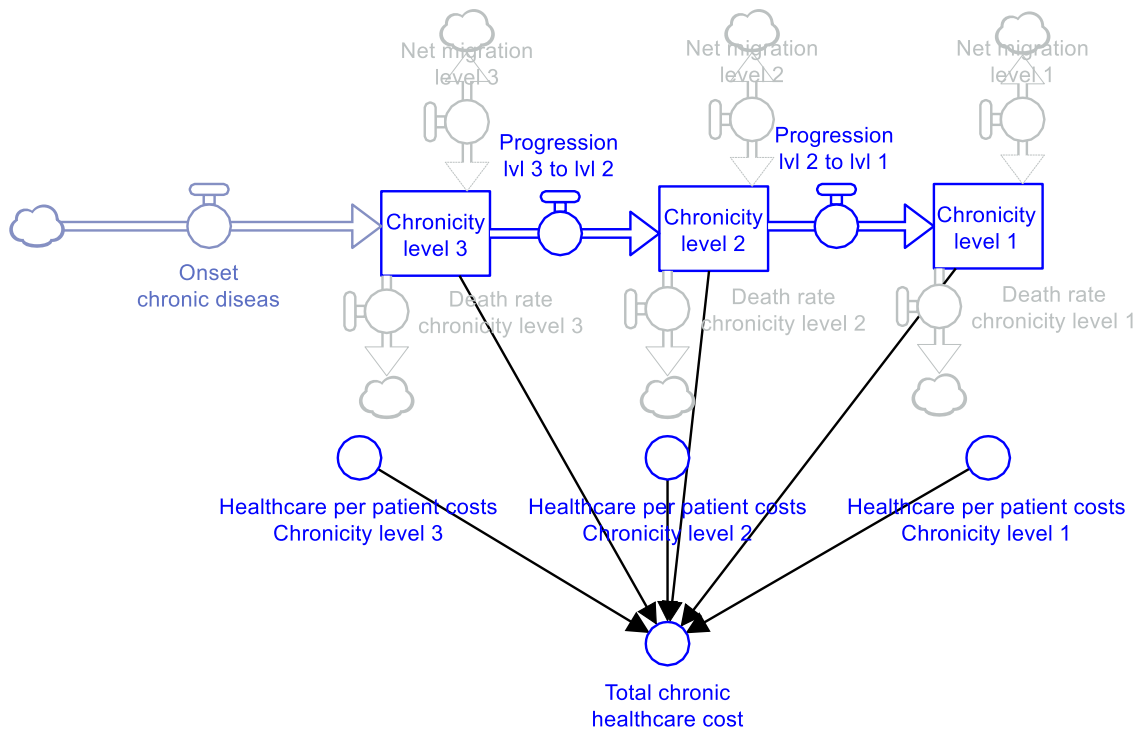 Net migration
level 3
Net migration
level 2
Net migration
level 1
Progression
lvl 3 to lvl 2
Progression
lvl 2 to lvl 1
Chronicity
level 3
Chronicity
level 2
Chronicity
level 1
Onset
chronic diseas
Death rate
chronicity level 3
Death rate
chronicity level 2
Death rate
chronicity level 1
Healthcare per patient costs
Chronicity level 3
Healthcare per patient costs
Chronicity level 2
Healthcare per patient costs
Chronicity level 1
Total chronic
healthcare cost